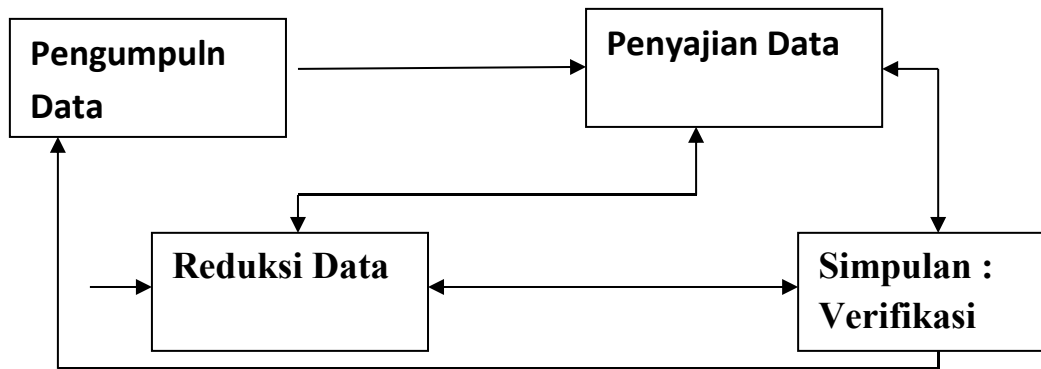 Pengumpuln
Data
Penyajian Data
Reduksi Data
Simpulan :
Verifikasi